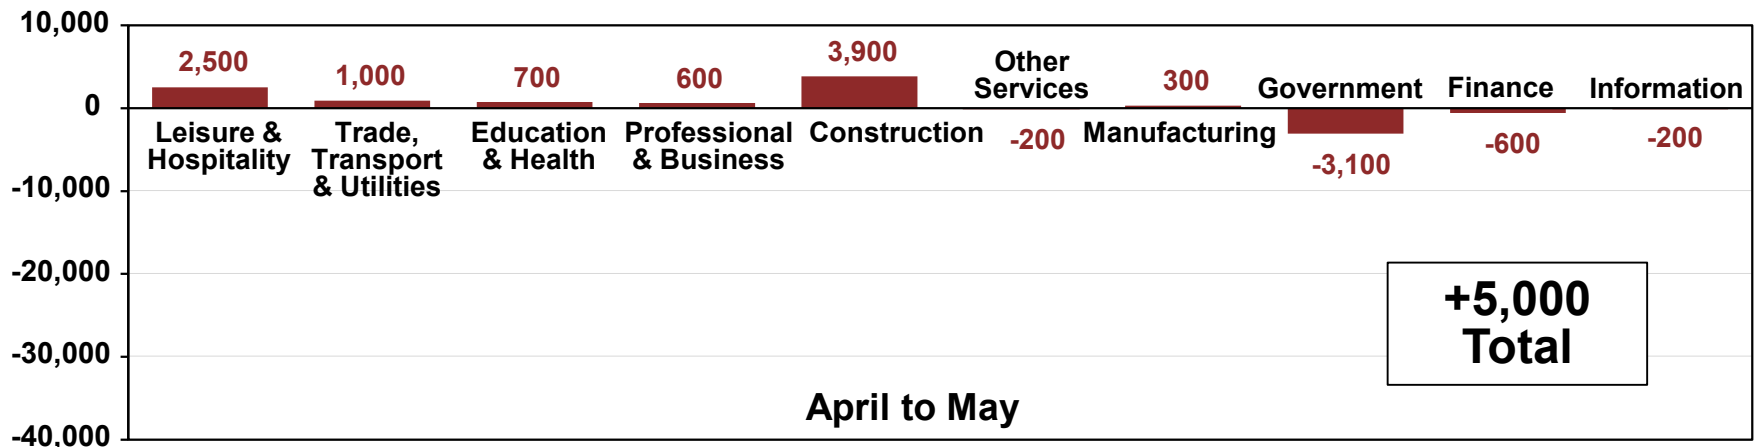 10,000
0
-10,000
-20,000
-30,000
-40,000
2,500
Leisure &
Hospitality
1,000
Trade,
Transport
& Utilities
700
Education
& Health
600
Professional
& Business
3,900
Construction
Other
Services
-200
300
Manufacturing
Government
-3,100
Finance
-600
Information
-200
+5,000
Total
April to May